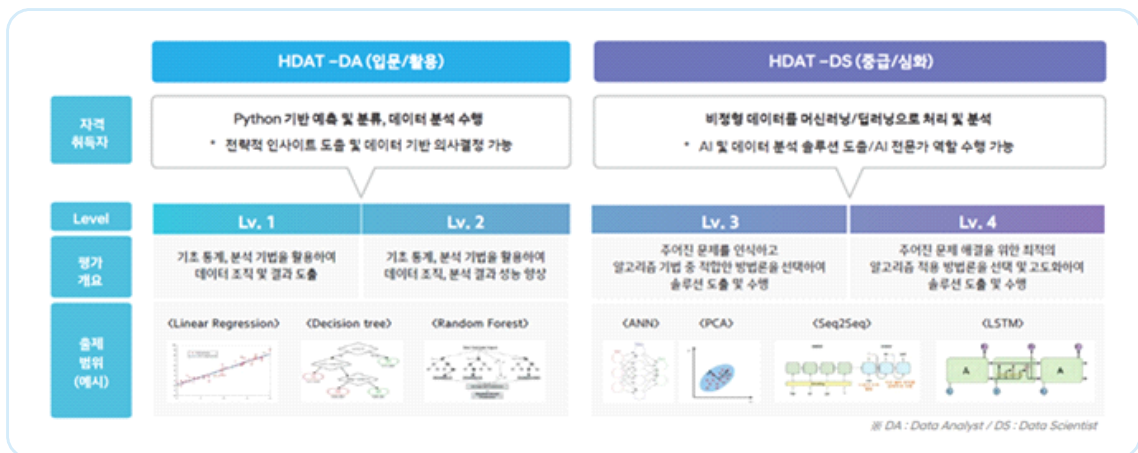 HDAT -DA (입문/활용)
HDAT -DS (중급/심화)
자격
취득자
Python 기반 예측 및 분류, 데이터 분석 수행
* 전략적 인사이트 도출 및 데이터 기반 의사결정 가능
비정형 데이터를 머신러닝/딥러닝으로 처리 및 분석
* AI 및 데이터 분석 솔루션 도출/AI 전문가 역할 수행 가능
Level
Lv. 1
Lv. 2
Lv. 3
Lv. 4
평가
개요
기초 통계, 분석 기법을 활용하여
데이터 조직 및 결과 도출
기초 통계, 분석 기법을 활용하여
데이터 조직, 분석 결과 성능 향상
주어진 문제를 인식하고
알고리즘 기법 중 적합한 방법론을 선택하여
솔루션 도출 및 수행
주어진 문제 해결을 위한 최적의
알고리즘 적용 방법론을 선택 및 고도화하여
솔루션 도출 및 수행
출제
범위
(예시)
<Linear Regression>
<Decision tree>
<Random Forest>
<ANN>
<PCA>
<Seq2Seq>
<LSTM>
A
A
※ DA : Data Analyst / DS : Data Scientist